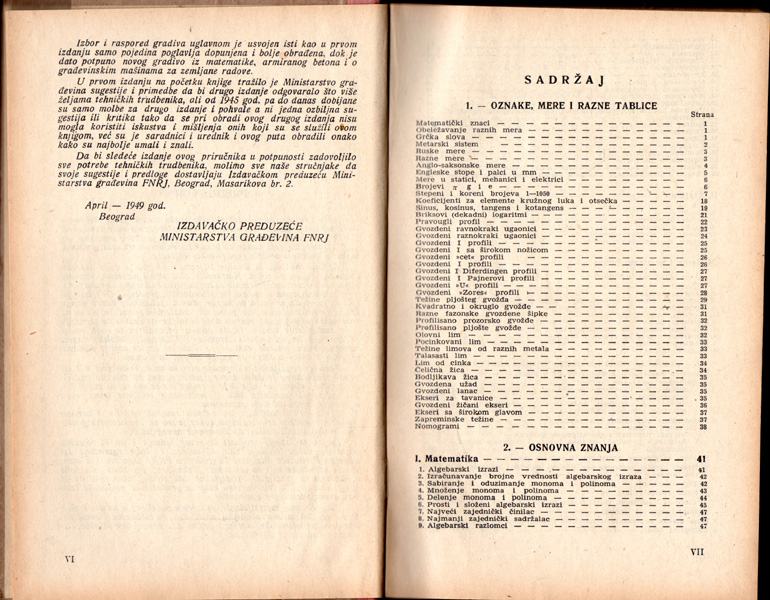 Izbor i raspored gradiva uglavnom je usvojen isti kao u prvom
izdanju samo pojedina poglavlja dopunjena i bolje obrađena, dok je
dato potpuno novog gradivo iz matematike, armiranog betona i o
građevinskim mašinama za zemljane radove.
U prvom izdanju na početku knjige tražilo je Ministarstvo gra-
đevina sugestije i primedbe da bi drugo izdanje odgovaralo što više
željama tehničkih trudbenika, ali od 1945 god. pa do danas dobijane
su samo molbe za drugo izdanje i pohvale a ni jedna ozbiljna su-
gestija ili kritika tako da se pri obradi ovog drugog izdanja nisu
mogla koristiti iskustva i mišljenja onih koji su se služili ovom
knjigom, već su je saradnici i urednik i ovog puta obradili onako
kako su najbolje umali i znali.
Da bi sledeće izdanje ovog priručnika u potpunosti zadovoljilo
sve potrebe tehničkih trudbenika, molimo sve naše stručnjake da
svoje sugestije i predloge dostavljaju Izdavačkom preduzeću Mini-
starstva građevina FNRJ, Beograd, Masarikova br. 2.
April — 1949 god.
Beograd
IZDAVAČKO PREDUZEĆE
MINISTARSTVA GRAĐEVINA FNRJ
VI
SADRŽAJ
1. — OZNAKE, MERE I RAZNE TABLICE
Strana
Matematički znaci — 1
Obeležavanje raznih mera — 1
Grčka slova — 1
Metarski sistem — 2
Ruske mere — 3
Razne mere — 3
Anglo-saksonske mere — 4
Engleske stope i palci u mm — 5
Mere u statici, mehanici i elektrici — 6
Brojevi π g i e — 6
Stepeni i koreni brojeva 1—1050 — 7
Koeficijenti za elemente kružnog luka i otsečka — 18
Sinus, kosinus, tangens i kotangens — 19
Briksovi (dekadni) logaritmi — 21
Pravougli profil — 22
Gvozdeni ravnokraki ugaonici — 23
Gvozdeni raznokraki ugaonici — 24
Gvozdeni I profili — 25
Gvozdeni I sa širokom nožicom — 25
Gvozdeni »cet« profili — 26
Gvozdeni I profili — 26
Gvozdeni I Diferdingen profili — 27
Gvozdeni I Pajnerovi profili — 27
Gvozdeni »U« profili — 27
Gvozdeni »Zores« profili — 28
Težine pljošteg gvožđa — 29
Kvadratno i okruglo gvožđe — 31
Razne fazonske gvozdene šipke — 31
Profilisano prozorsko gvožđe — 32
Profilisano pljošte gvožđe — 32
Olovni lim — 32
Pocinkovani lim — 33
Težine limova od raznih metala — 33
Talasasti lim — 33
Lim od cinka — 34
Čelična žica — 34
Bodljikava žica — 35
Gvozdena užad — 35
Gvozdeni lanac — 35
Ekseri za tavanice — 35
Gvozdeni žičani ekseri — 36
Ekseri sa širokom glavom — 37
Zapreminske težine — 37
Nomogrami — 38
2. — OSNOVNA ZNANJA
I. Matematika — 41
1. Algebarski izrazi — 41
2. Izračunavanje brojne vrednosti algebarskog izraza — 42
3. Sabiranje i oduzimanje monoma i polinoma — 42
4. Množenje monoma i polinoma — 43
5. Delenje monoma i polinoma — 44
6. Prosti i složeni algebarski izrazi — 45
7. Najveći zajednički činilac — 47
8. Najmanji zajednički sadržalac — 47
9. Algebarski razlomci — 47
VII